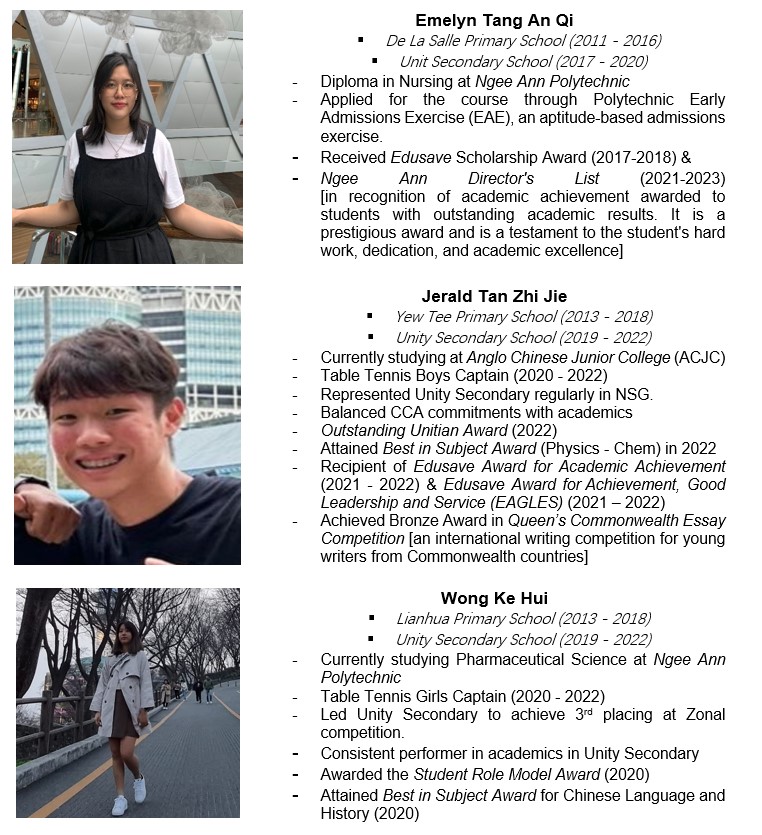 Emelyn Tang An Qi
▪ De La Salle Primary School (2011 - 2016)
▪ Unit Secondary School (2017 - 2020)
- Diploma in Nursing at Ngee Ann Polytechnic
- Applied for the course through Polytechnic Early
Admissions Exercise (EAE), an aptitude-based admissions
exercise.
- Received Edusave Scholarship Award (2017-2018) &
- Ngee Ann Director's List (2021-2023)
[in recognition of academic achievement awarded to
students with outstanding academic results. It is a
prestigious award and is a testament to the student's hard
work, dedication, and academic excellence]
Jerald Tan Zhi Jie
▪ Yew Tee Primary School (2013 - 2018)
▪ Unity Secondary School (2019 - 2022)
- Currently studying at Anglo Chinese Junior College (ACJC)
- Table Tennis Boys Captain (2020 - 2022)
- Represented Unity Secondary regularly in NSG.
- Balanced CCA commitments with academics
- Outstanding Unitian Award (2022)
- Attained Best in Subject Award (Physics - Chem) in 2022
- Recipient of Edusave Award for Academic Achievement
(2021 - 2022) & Edusave Award for Achievement, Good
Leadership and Service (EAGLES) (2021 – 2022)
- Achieved Bronze Award in Queen’s Commonwealth Essay
Competition [an international writing competition for young
writers from Commonwealth countries]
Wong Ke Hui
▪ Lianhua Primary School (2013 - 2018)
▪ Unity Secondary School (2019 - 2022)
- Currently studying Pharmaceutical Science at Ngee Ann
Polytechnic
- Table Tennis Girls Captain (2020 - 2022)
- Led Unity Secondary to achieve 3rd placing at Zonal
competition.
- Consistent performer in academics in Unity Secondary
- Awarded the Student Role Model Award (2020)
- Attained Best in Subject Award for Chinese Language and
History (2020)